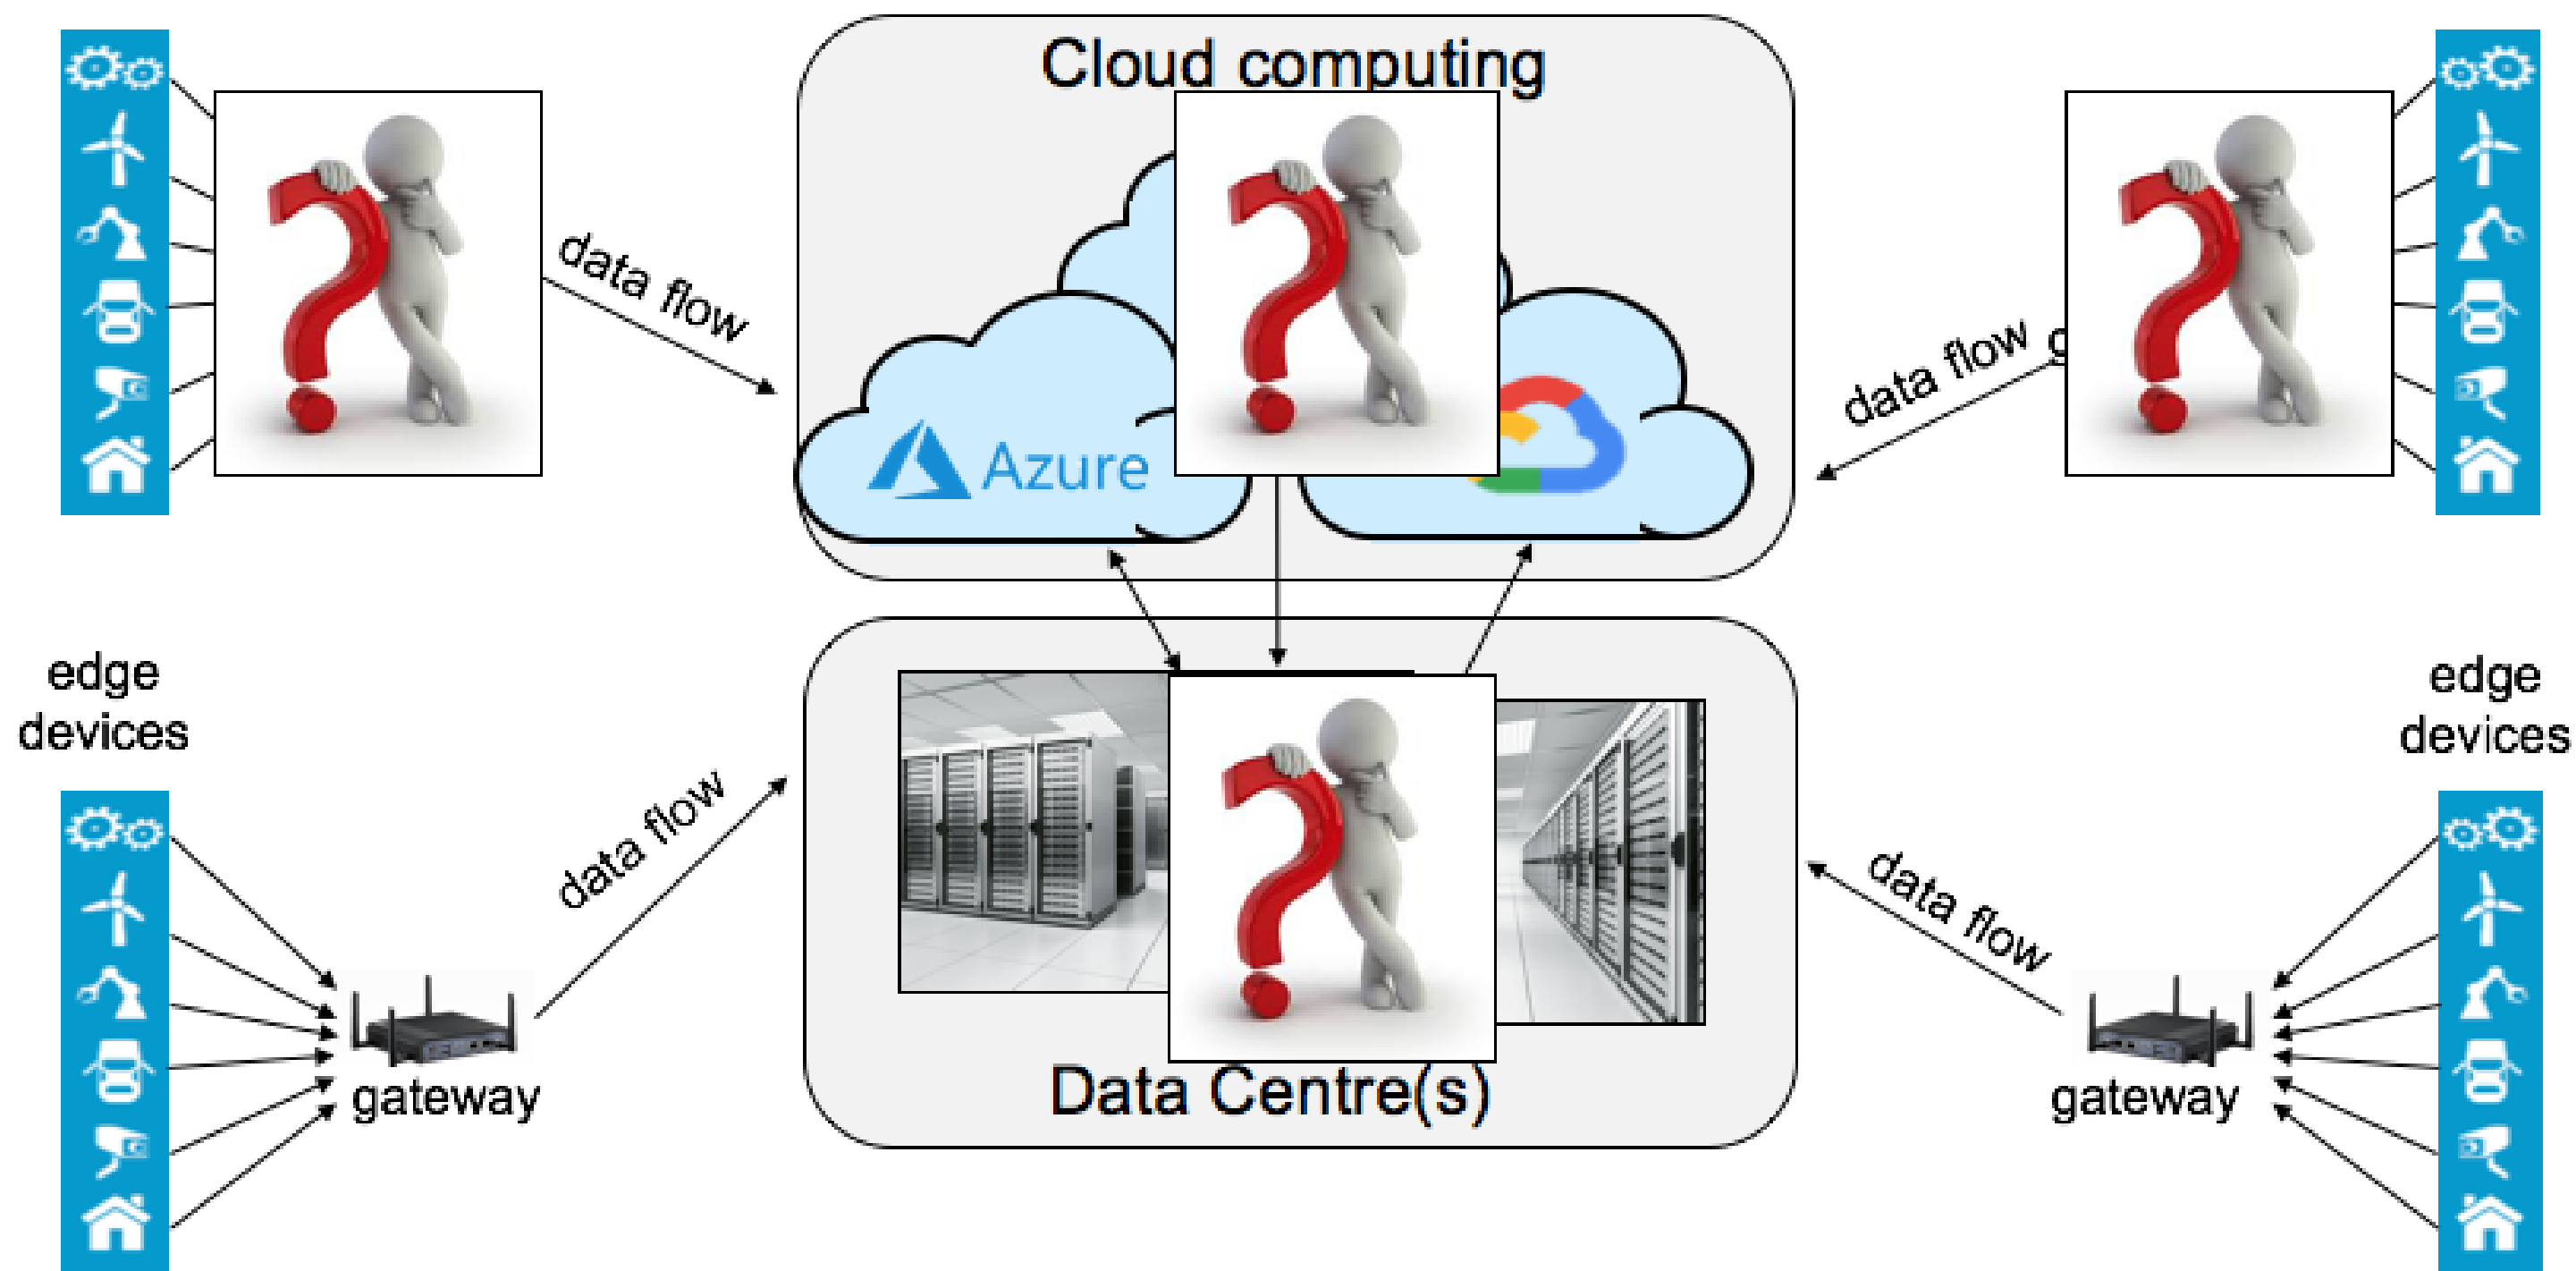 Cloud computing
data flow
data flow
g
Azure
edge
devices
edge
devices
data flow
data flow
gateway
Data Centre(s)
gateway